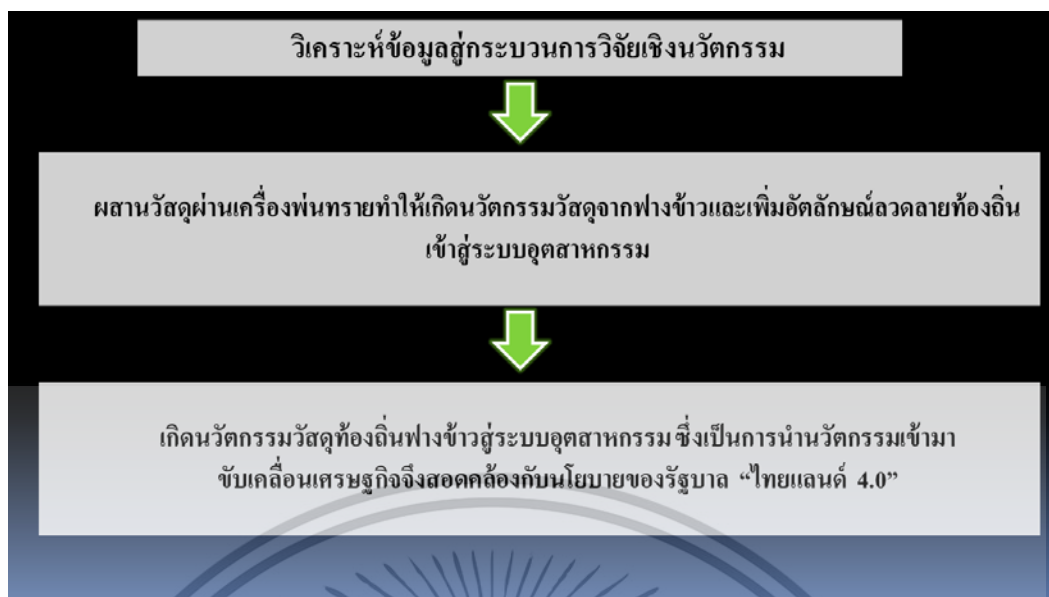 วิเคราะห์ข้อมูลสู่กระบวนการวิจัยเชิงนวัตกรรม
ผสานวัสดุผ่านเครื่องพ่นทรายทำให้เกิดนวัตกรรมวัสดุจากฟางข้าวและเพิ่มอัตลักษณ์ลวดลายท้องถิ่น
เข้าสู่ระบบอุตสาหกรรม
เกิดนวัตกรรมวัสดุท้องถิ่นฟางข้าวสู่ระบบอุตสาหกรรม ซึ่งเป็นการนำนวัตกรรมเข้ามา
ขับเคลื่อนเศรษฐกิจจึงสอดคล้องกับนโยบายของรัฐบาล “ไทยแลนด์ 4.0”